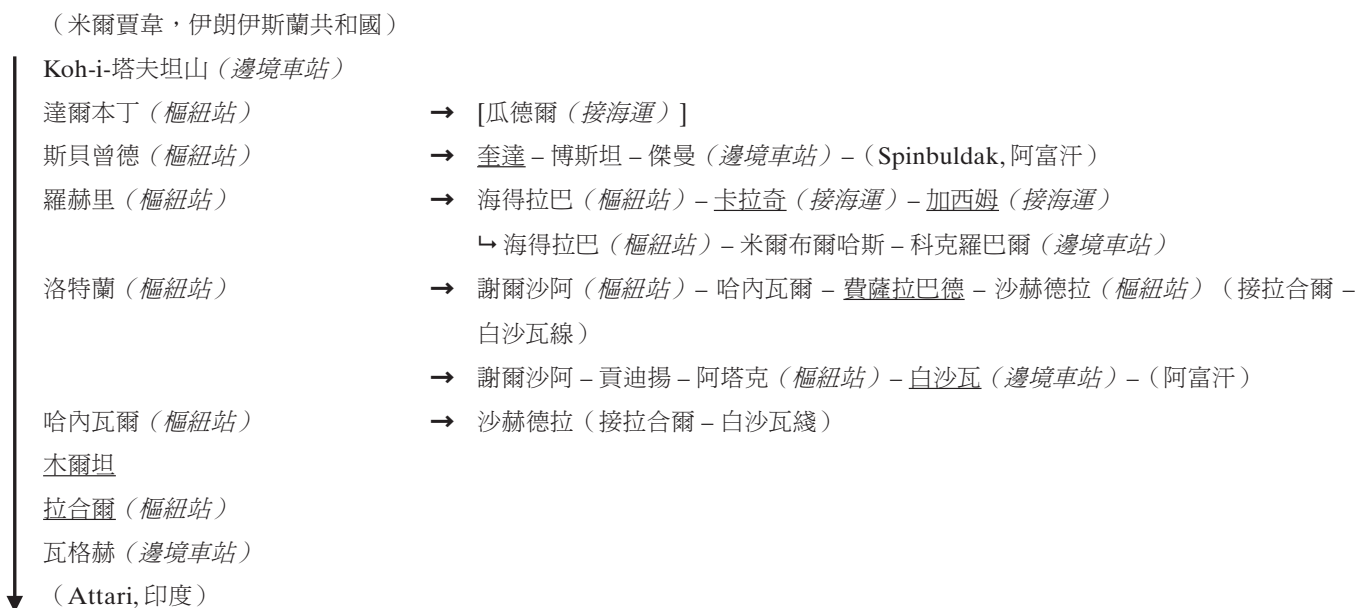 （米爾賈韋，伊朗伊斯蘭共和國）
Koh-i-塔夫坦山（邊境車站）
達爾本丁（樞紐站） → [瓜德爾（接海運）]
斯貝曾德（樞紐站） → 奎達 – 博斯坦 – 傑曼（邊境車站）–（Spinbuldak, 阿富汗）
羅赫里（樞紐站） → 海得拉巴（樞紐站）– 卡拉奇（接海運）– 加西姆（接海運）
↳ 海得拉巴（樞紐站）– 米爾布爾哈斯 – 科克羅巴爾（邊境車站）
洛特蘭（樞紐站） → 謝爾沙阿（樞紐站）– 哈內瓦爾 – 費薩拉巴德 – 沙赫德拉（樞紐站）（接拉合爾 –
白沙瓦線）
→ 謝爾沙阿 – 貢迪揚 – 阿塔克（樞紐站）– 白沙瓦（邊境車站）–（阿富汗）
哈內瓦爾（樞紐站） → 沙赫德拉（接拉合爾 – 白沙瓦綫）
木爾坦
拉合爾（樞紐站）
瓦格赫（邊境車站）
（Attari, 印度）